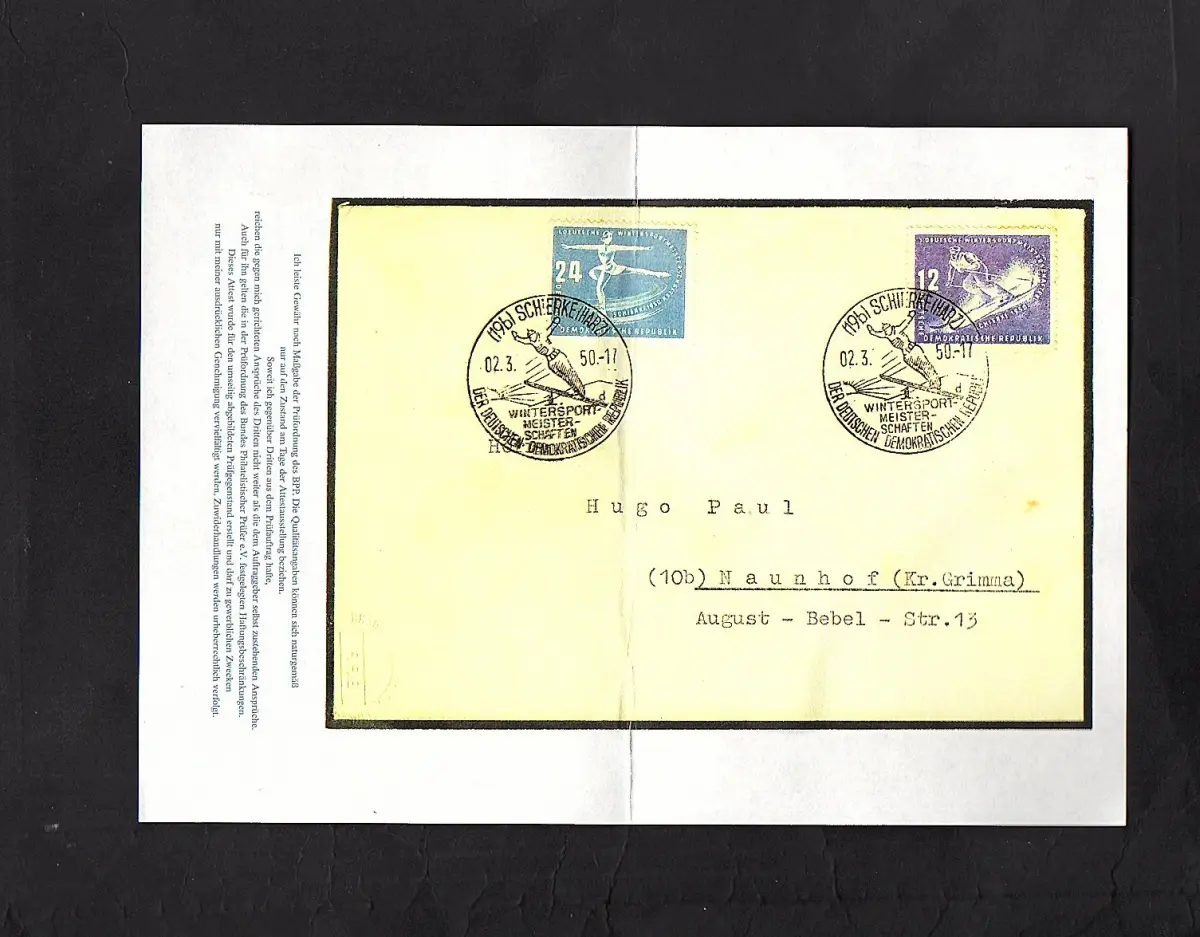 Ich leiste Gewähr nach Maßgabe der Prüfordnung des BPP. Die Qualitätsangaben können sich naturgemäß
nur auf den Zustand am Tage der Attestausstellung beziehen.
Soweit ich gegenüber Dritten aus dem Prüfauftrag hafte,
reichen die gegen mich gerichteten Ansprüche des Dritten nicht weiter als die dem Auftraggeber selbst zustehenden Ansprüche.
Auch für ihn gelten die in der Prüfordnung des Bundes Philatelistischer Prüfer e.V. festgelegten Haftungsbeschränkungen.
Dieses Attest wurde für den umseitig abgebildeten Prüfgegenstand erstellt und darf zu gewerblichen Zwecken
nur mit meiner ausdrücklichen Genehmigung vervielfältigt werden. Zuwiderhandlungen werden urheberrechtlich verfolgt.
DEUTSCHE WINTERSPORT
24
DEMOKRATISCHE REPUBLIK
(19b) SCHIERKE (HARZ)
02.3. 50.-17
d
1.
WINTERSPORT-
MEISTER-
SCHAFTEN
DER DEUTSCHEN DEMOKRATISCHEN REPUBLIK
DEUTSCHE WINTERSPORT
12
DEMOKRATISCHE REPUBLIK
(19b) SCHIERKE (HARZ)
02.3. 50.-17
d
1.
WINTERSPORT-
MEISTER-
SCHAFTEN
DER DEUTSCHEN DEMOKRATISCHEN REPUBLIK
Hugo Paul
(10b) Naunhof (Kr.Grimma)
August - Bebel - Str.13